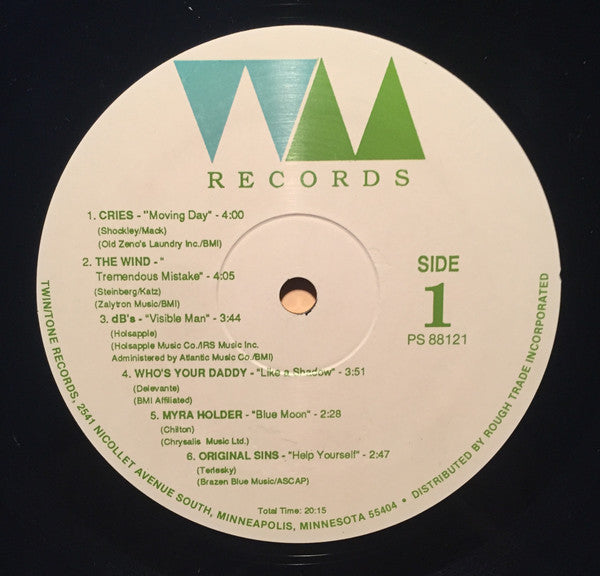 WM
RECORDS
1. CRIES - "Moving Day" - 4:00
(Shockley/Mack)
(Old Zeno's Laundry Inc./BMI)
2. THE WIND - "
Tremendous Mistake" - 4:05
(Steinberg/Katz)
(Zalytron Music/BMI)
3. dB's - "Visible Man" - 3:44
(Holsapple)
(Holsapple Music Co./IRS Music Inc.
Administered by Atlantic Music Co./BMI)
4. WHO'S YOUR DADDY - "Like a Shadow" - 3:51
(Delevante)
(BMI Affiliated)
5. MYRA HOLDER - "Blue Moon" - 2:28
(Chilton)
(Chrysalis Music Ltd.)
6. ORIGINAL SINS - "Help Yourself" - 2:47
(Terlesky)
(Brazen Blue Music/ASCAP)
Total Time: 20:15
SIDE
1
PS 88121
TWIN/TONE RECORDS, 2541 NICOLLET AVENUE SOUTH, MINNEAPOLIS, MINNESOTA 55404 • DISTRIBUTED BY ROUGH TRADE INCORPORATED